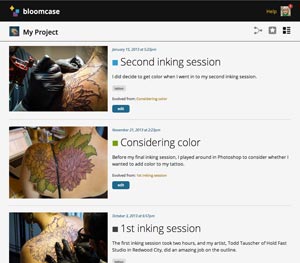 bloomcase
Help
My Project
January 15, 2013 at 5:22pm
Second inking session
I did decide to get color when I went in to my second inking session.
tattoo
Evolved from: Considering color
edit
November 21, 2012 at 2:27pm
Considering color
Before my final inking session, I played around in Photoshop to consider whether I
wanted to add color to my tattoo.
Evolved from: 1st inking session
edit
October 3, 2012 at 6:57pm
1st inking session
The first inking session took two hours, and my artist, Todd Tauscher of Hold Fast
Studio in Redwood City, did an amazing job on the outline.
tattoo